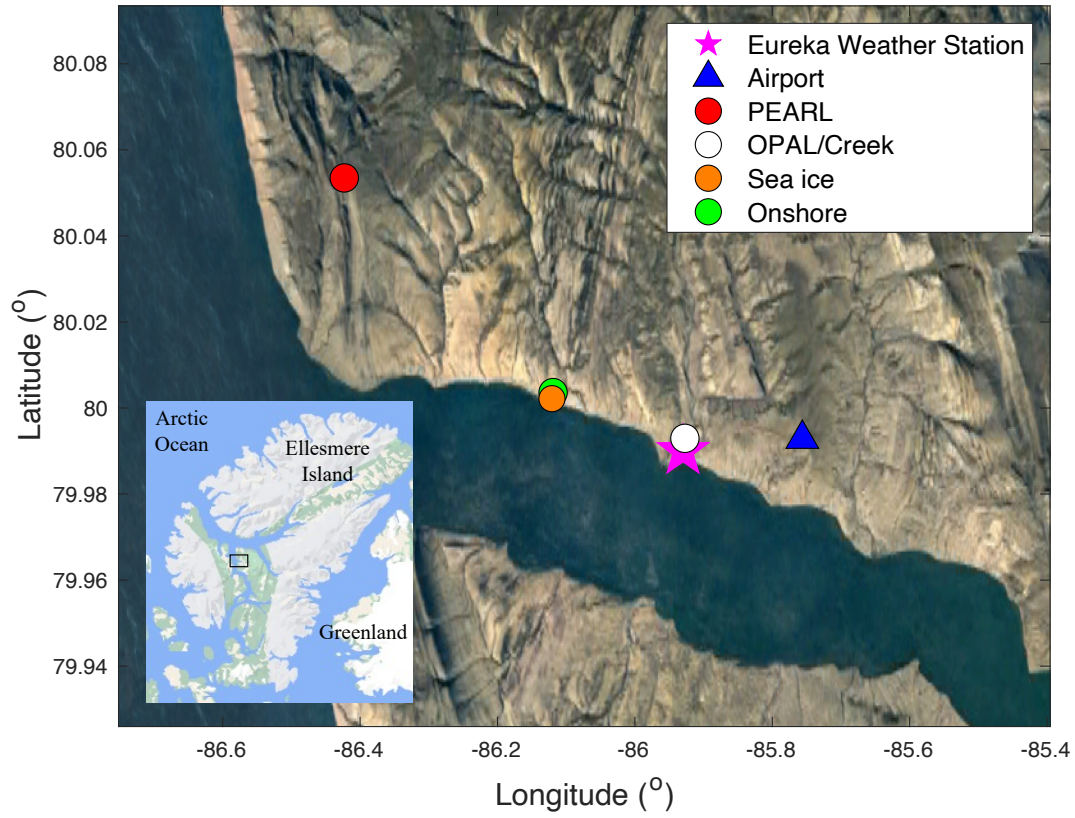 Eureka Weather Station
Airport
PEARL
OPAL/Creek
Sea ice
Onshore
80.08
80.06
80.04
80.02
80
79.98
79.96
79.94
Latitude (o)
Arctic
Ocean
Ellesmere
Island
Greenland
-86.6
-86.4
-86.2
-86
-85.8
-85.6
-85.4
Longitude (o)